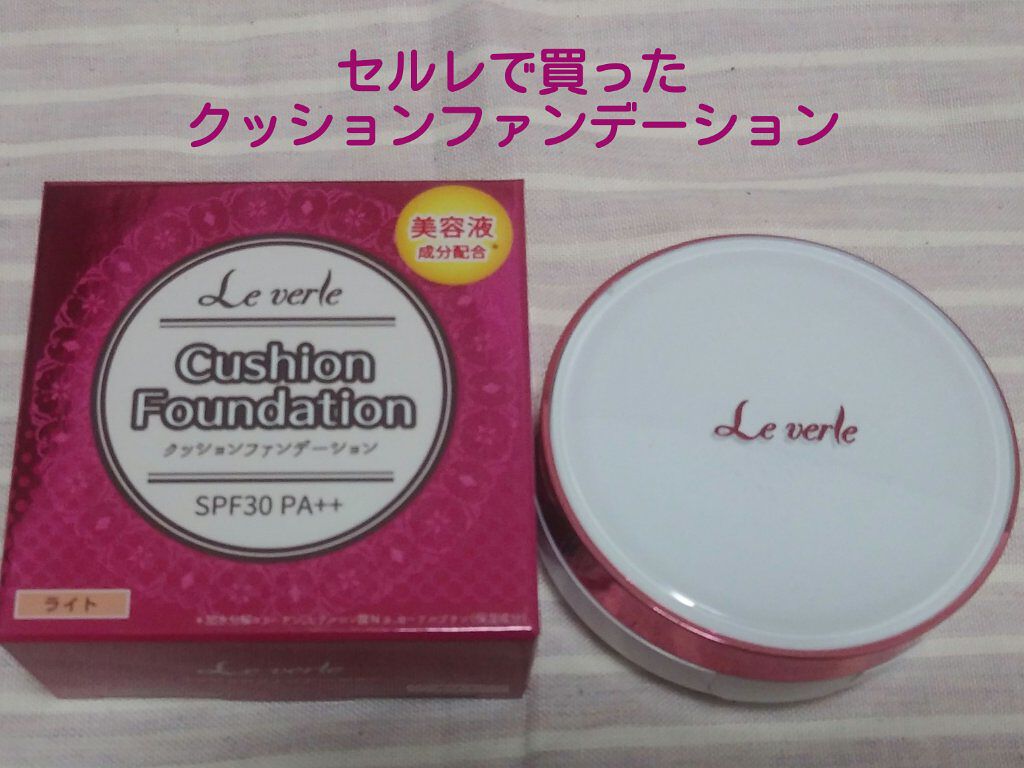 セルレで買った
クッションファンデーション
美容液
成分配合*
Le verle
Cushion
Foundation
クッションファンデーション
SPF30 PA++
ライト
Le verle
Le verle